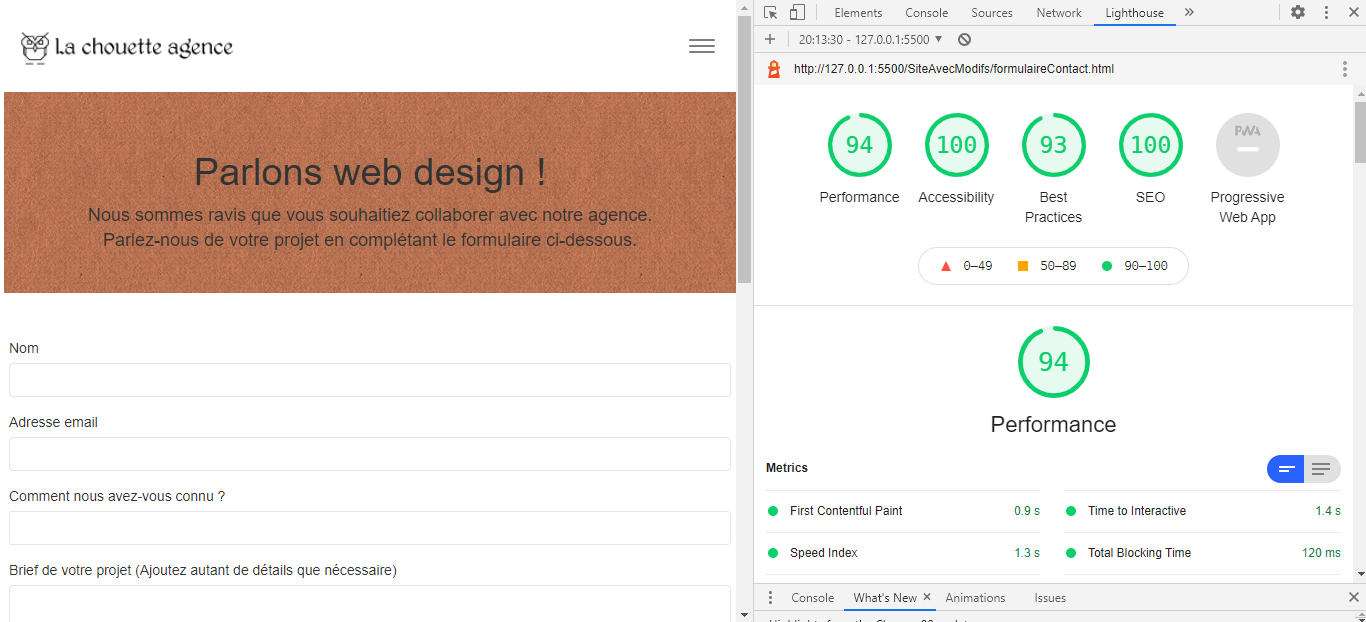 La chouette agence
Parlons web design !
Nous sommes ravis que vous souhaitiez collaborer avec notre agence.
Parlez-nous de votre projet en complétant le formulaire ci-dessous.
Nom
Adresse email
Comment nous avez-vous connu ?
Brief de votre projet (Ajoutez autant de détails que nécessaire)
Elements Console Sources Network Lighthouse »
20:13:30 - 127.0.0.1:5500
http://127.0.0.1:5500/SiteAvecModifs/formulaireContact.html
94 100 93 100 PWA
Performance Accessibility Best Practices SEO Progressive Web App
0–49 50–89 90–100
94
Performance
Metrics
First Contentful Paint 0.9 s Time to Interactive 1.4 s
Speed Index 1.3 s Total Blocking Time 120 ms
Console What's New × Animations Issues